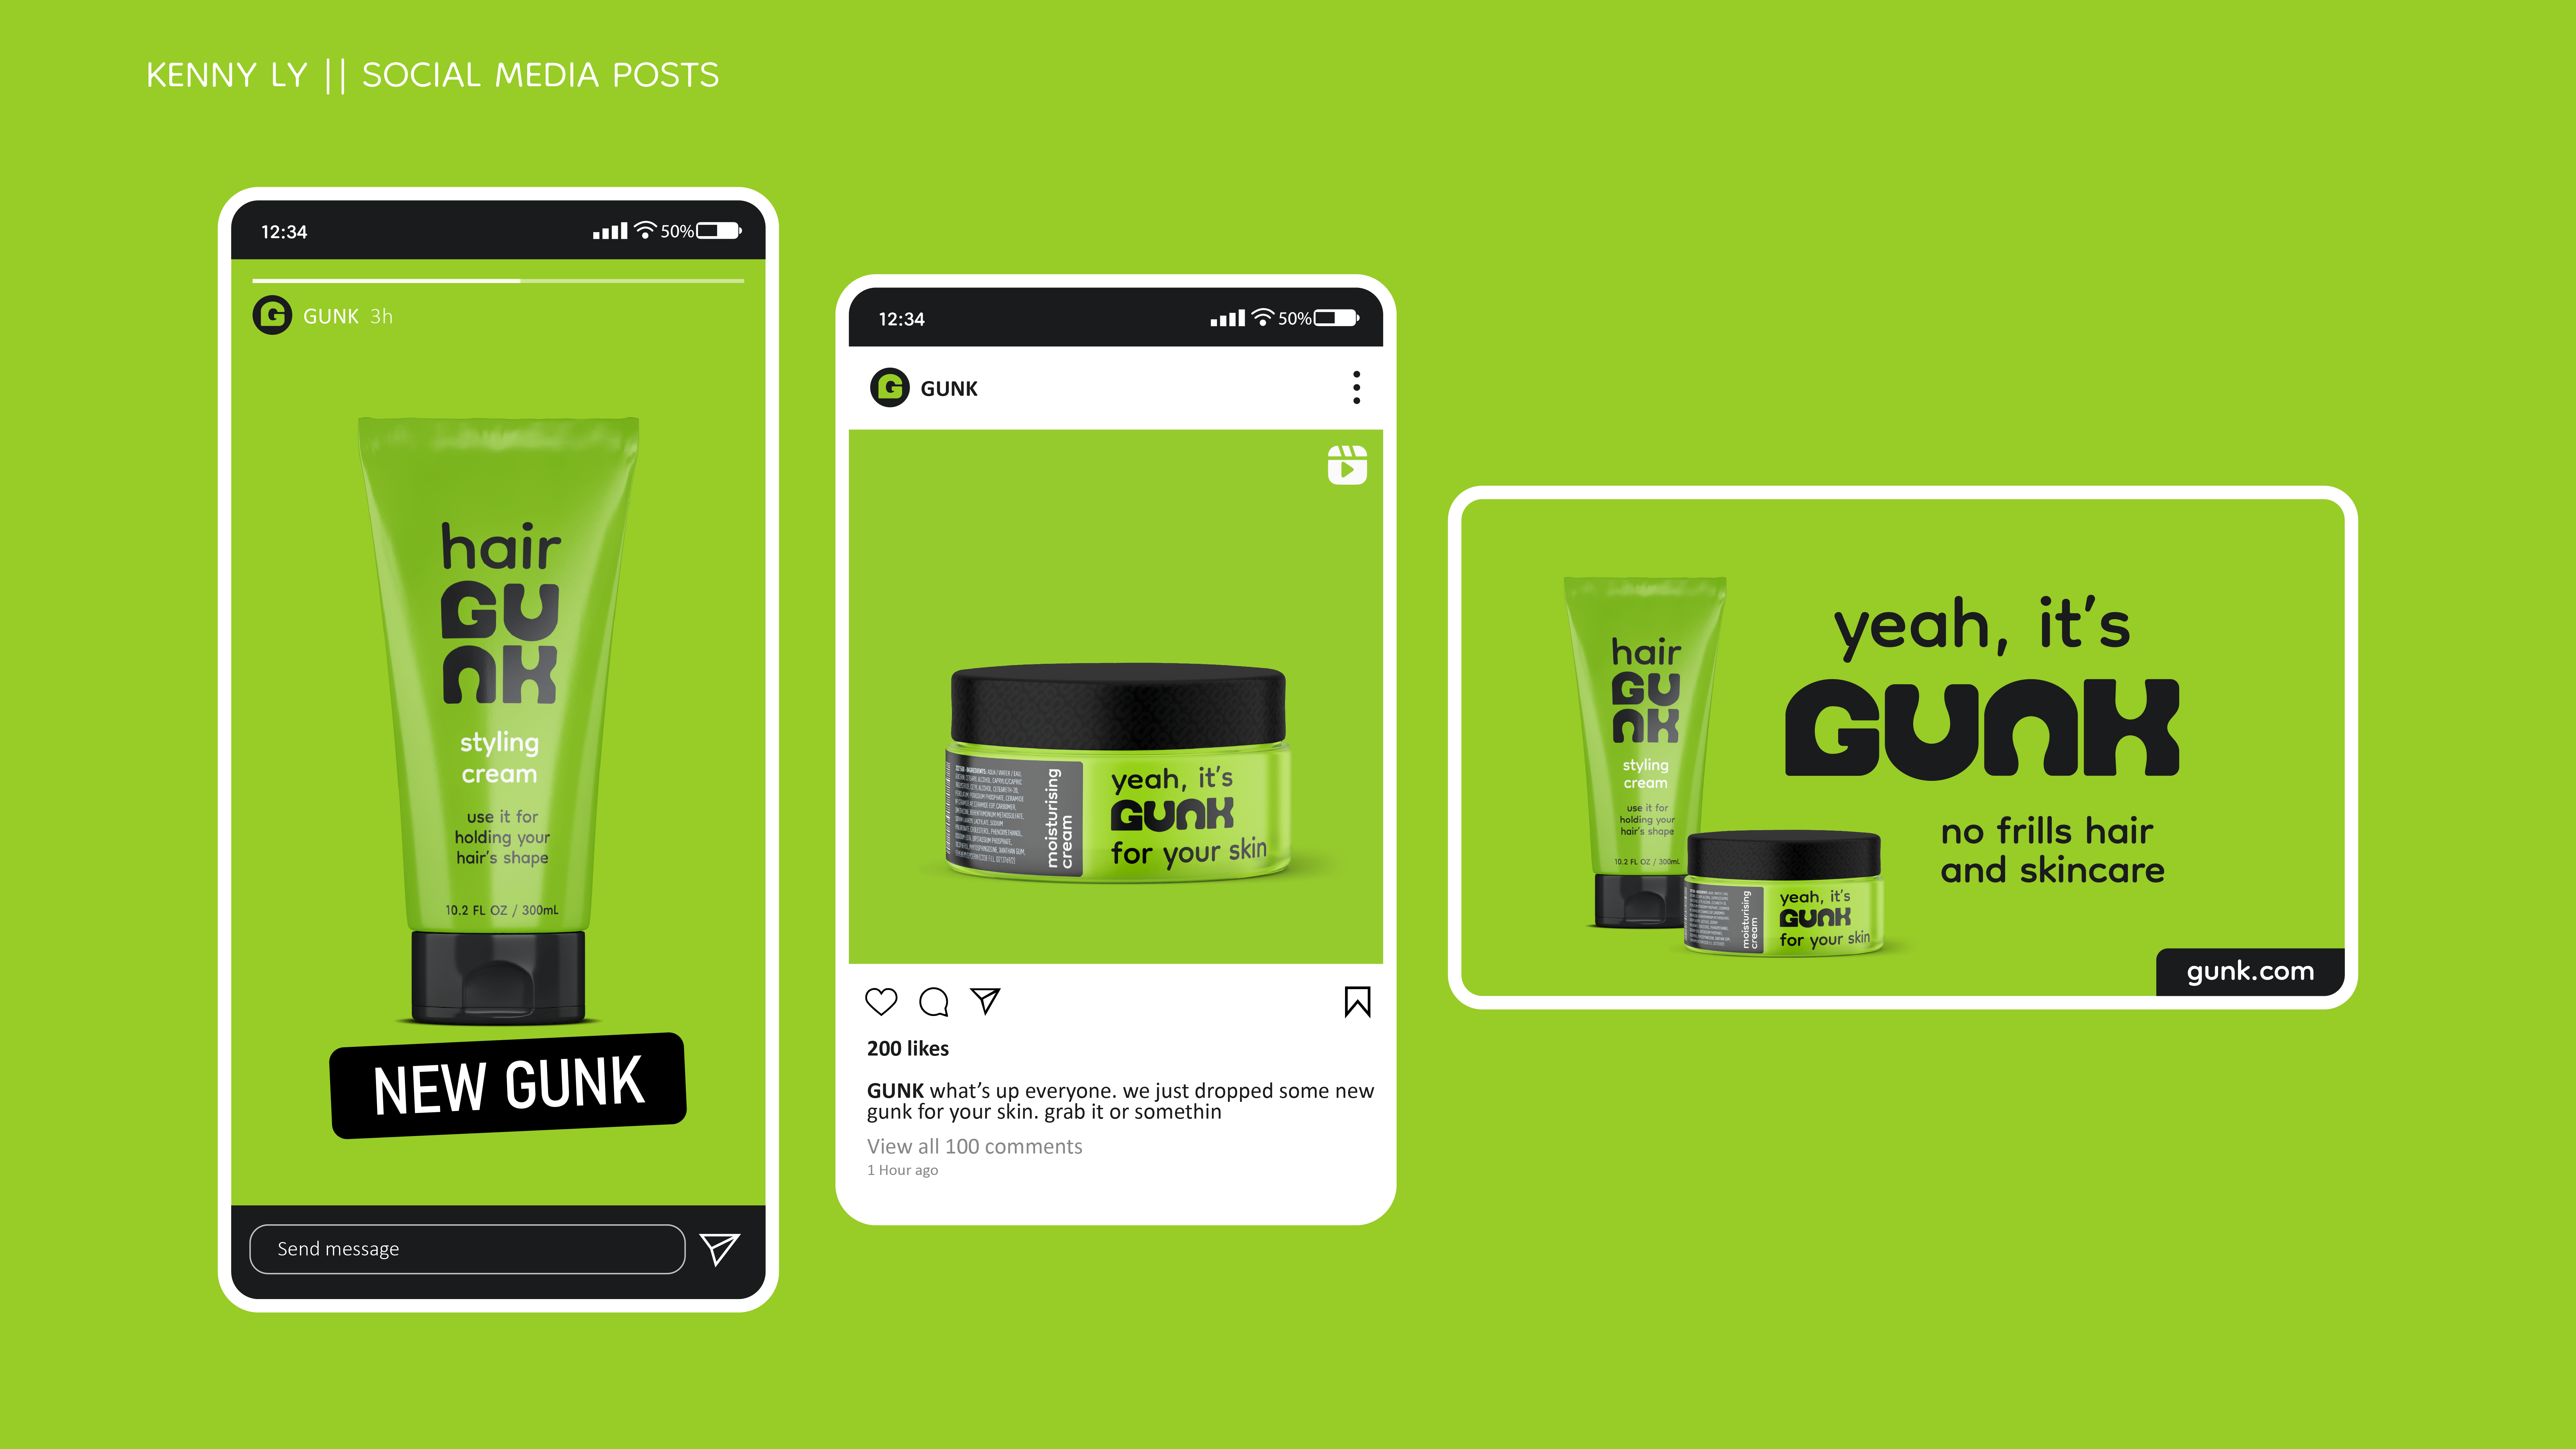 KENNY LY || SOCIAL MEDIA POSTS
12:34
50%
G GUNK 3h
hair
GU
NK
styling
cream
use it for
holding your
hair's shape
10.2 FL OZ / 300mL
NEW GUNK
Send message
12:34
50%
G GUNK
moisturising
cream
yeah, it's
GUNK
for your skin
200 likes
GUNK what's up everyone. we just dropped some new
gunk for your skin. grab it or somethin
View all 100 comments
1 Hour ago
hair
GU
NK
styling
cream
use it for
holding your
hair's shape
10.2 FL OZ / 300mL
moisturising
cream
yeah, it's
GUNK
for your skin
yeah, it's
GUNK
no frills hair
and skincare
gunk.com